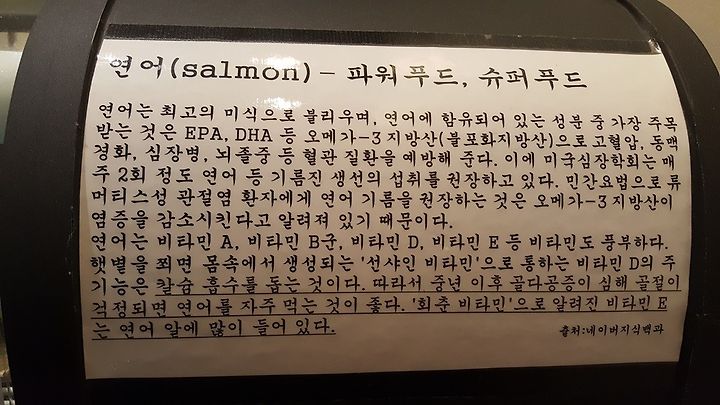 연어(salmon) - 파워푸드, 슈퍼푸드
연어는 최고의 미식으로 불리우며, 연어에 함유되어 있는 성분 중 가장 주목
받는 것은 EPA, DHA 등 오메가-3 지방산(불포화지방산)으로 고혈압, 동맥
경화, 심장병, 뇌졸중 등 혈관 질환을 예방해 준다. 이에 미국심장학회는 매
주 2회 정도 연어 등 기름진 생선의 섭취를 권장하고 있다. 민간요법으로 류
머티스성 관절염 환자에게 연어 기름을 권장하는 것은 오메가-3지방산이
염증을 감소시킨다고 알려져 있기 때문이다.
연어는 비타민 A, 비타민 B군, 비타민 D, 비타민 E 등 비타민도 풍부하다.
햇볕을 쬐면 몸속에서 생성되는 '선샤인 비타민'으로 통하는 비타민 D의 주
기능은 칼슘 흡수를 돕는 것이다. 따라서 중년 이후 골다공증이 심해 골절이
걱정되면 연어를 자주 먹는 것이 좋다. '회춘 비타민'으로 알려진 비타민 E
는 연어 알에 많이 들어 있다.
출처:네이버지식백과